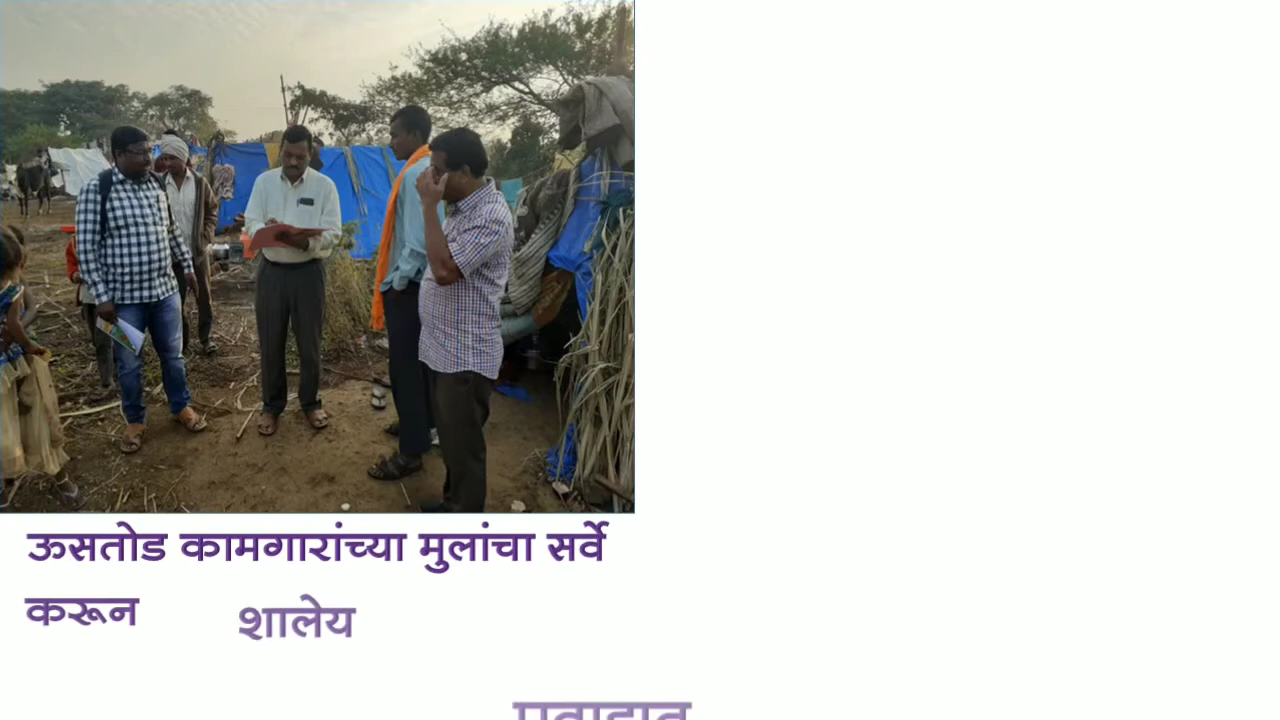 ऊसतोड कामगारांच्या मुलांचा सर्वे
करून शालेय